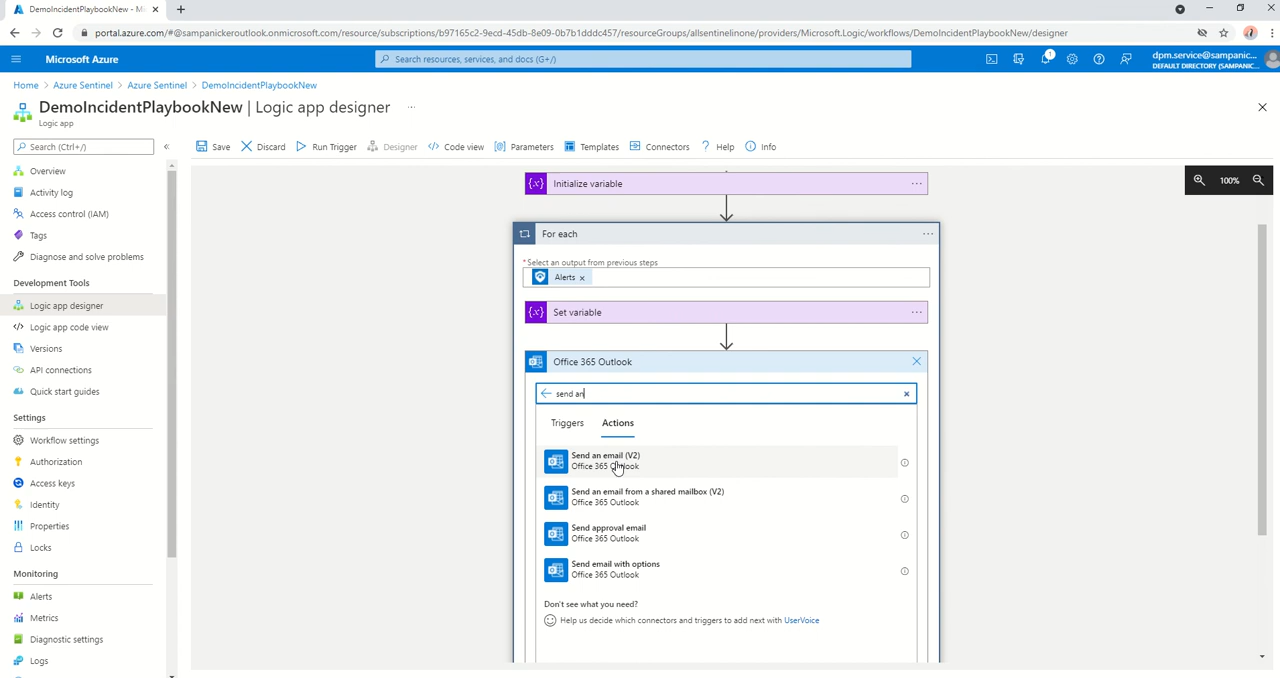 DemoIncidentPlaybookNew - Mi
portal.azure.com/#@sampanickeroutlook.onmicrosoft.com/resource/subscriptions/b97165c2-9ecd-45db-8e09-0b7b1dddc457/resourceGroups/allsentinelinone/providers/Microsoft.Logic/workflows/DemoIncidentPlaybookNew/designer
Microsoft Azure
Search resources, services, and docs (G+/)
1
dpm.service@sampanic...
DEFAULT DIRECTORY (SAMPANIC...
Home > Azure Sentinel > Azure Sentinel > DemoIncidentPlaybookNew
DemoIncidentPlaybookNew | Logic app designer ...
Logic app
Search (Ctrl+/)
Save Discard Run Trigger Designer Code view Parameters Templates Connectors Help Info
Overview
Activity log
Access control (IAM)
Tags
Diagnose and solve problems
Development Tools
Logic app designer
Logic app code view
Versions
API connections
Quick start guides
Settings
Workflow settings
Authorization
Access keys
Identity
Properties
Locks
Monitoring
Alerts
Metrics
Diagnostic settings
Logs
100%
Initialize variable
For each
*Select an output from previous steps
Alerts
Set variable
Office 365 Outlook
send an
Triggers Actions
Send an email (V2)
Office 365 Outlook
Send an email from a shared mailbox (V2)
Office 365 Outlook
Send approval email
Office 365 Outlook
Send email with options
Office 365 Outlook
Don't see what you need?
Help us decide which connectors and triggers to add next with UserVoice